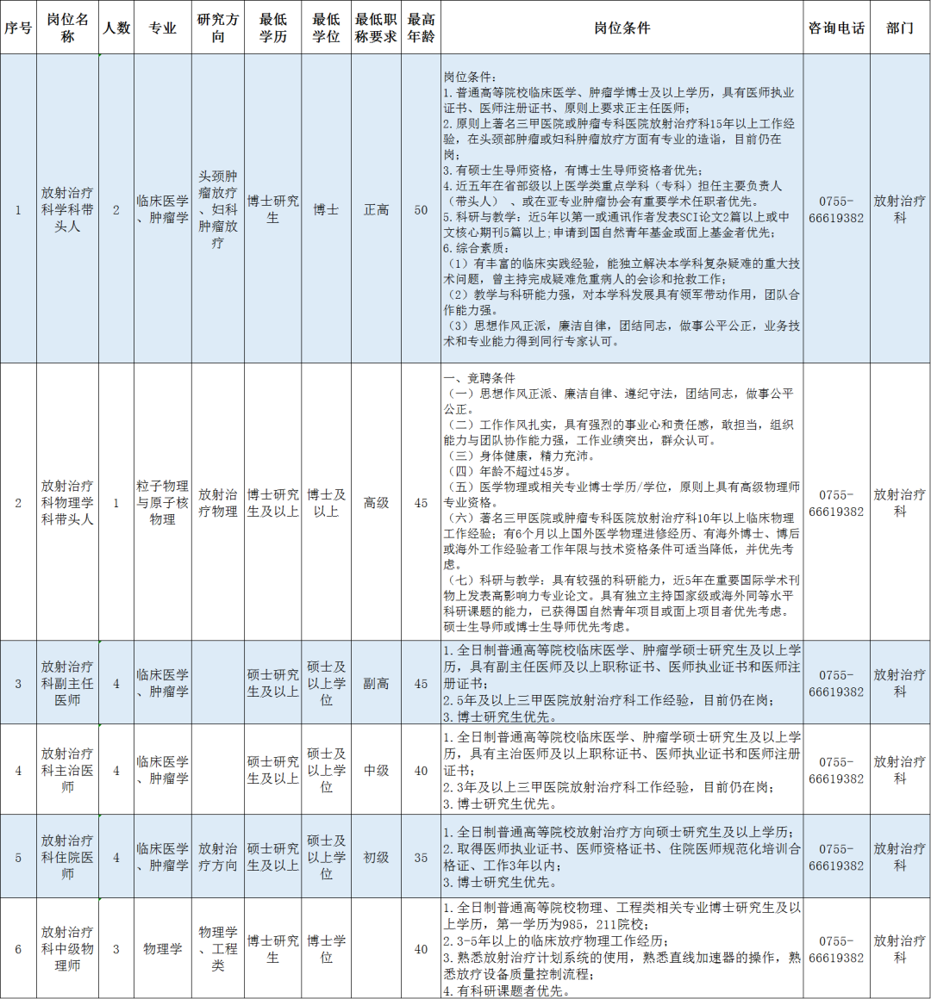 序号
岗位名
称
人数
专业
研究方
向
最低
学历
最低
学位
最低职
称要求
最高
年龄
岗位条件
咨询电话
部门
1
放射治疗
科学科带
头人
2
临床医学
、肿瘤学
头颈肿
瘤放疗
、妇科
肿瘤放
疗
博士研究
生
博士
正高
50
岗位条件：
1.普通高等院校临床医学、肿瘤学博士及以上学历，具有医师执业
证书、医师注册证书、原则上要求正主任医师；
2.原则上著名三甲医院或肿瘤专科医院放射治疗科15年以上工作经
验，在头颈部肿瘤或妇科肿瘤放疗方面有专业的造诣，目前仍在
岗；
3.有硕士生导师资格，有博士生导师资格者优先；
4.近五年在省部级以上医学类重点学科（专科）担任主要负责人
（带头人） 、或在亚专业肿瘤协会有重要学术任职者优先。
5.科研与教学：近5年以第一或通讯作者发表SCI论文2篇以上或中
文核心期刊5篇以上;申请到国自然青年基金或面上基金者优先；
6.综合素质：
（1）有丰富的临床实践经验，能独立解决本学科复杂疑难的重大技
术问题，曾主持完成疑难危重病人的会诊和抢救工作；
（2）教学与科研能力强，对本学科发展具有领军带动作用，团队合
作能力强。
（3）思想作风正派，廉洁自律，团结同志，做事公平公正，业务技
术和专业能力得到同行专家认可。
0755-
66619382
放射治疗
科
2
放射治疗
科物理学
科带头人
1
粒子物理
与原子核
物理
放射治
疗物理
博士研究
生及以上
博士及
以上
高级
45
一、竞聘条件
（一）思想作风正派、廉洁自律、遵纪守法，团结同志，做事公平
公正。
（二）工作作风扎实，具有强烈的事业心和责任感，敢担当，组织
能力与团队协作能力强，工作业绩突出，群众认可。
（三）身体健康，精力充沛。
（四）年龄不超过45岁。
（五）医学物理或相关专业博士学历/学位，原则上具有高级物理师
专业资格。
（六）著名三甲医院或肿瘤专科医院放射治疗科10年以上临床物理
工作经验；有6个月以上国外医学物理进修经历、有海外博士、博后
或海外工作经验者工作年限与技术资格条件可适当降低，并优先考
虑。
（七）科研与教学：具有较强的科研能力，近5年在重要国际学术刊
物上发表高影响力专业论文。具有独立主持国家级或海外同等水平
科研课题的能力，已获得国自然青年项目或面上项目者优先考虑。
硕士生导师或博士生导师优先考虑。
0755-
66619382
放射治疗
科
3
放射治疗
科副主任
医师
4
临床医学
、肿瘤学
硕士研究
生及以上
硕士及
以上学
位
副高
45
1.全日制普通高等院校临床医学、肿瘤学硕士研究生及以上学
历，具有副主任医师及以上职称证书、医师执业证书和医师注
册证书；
2.5年及以上三甲医院放射治疗科工作经验，目前仍在岗；
3.博士研究生优先。
0755-
66619382
放射治疗
科
4
放射治疗
科主治医
师
4
临床医学
、肿瘤学
硕士研究
生及以上
硕士及
以上学
位
中级
40
1.全日制普通高等院校临床医学、肿瘤学硕士研究生及以上学
历，具有主治医师及以上职称证书、医师执业证书和医师注册
证书；
2.3年及以上三甲医院放射治疗科工作经验，目前仍在岗；
3.博士研究生优先。
0755-
66619382
放射治疗
科
5
放射治疗
科住院医
师
4
临床医学
、肿瘤学
放射治
疗方向
硕士研究
生及以上
硕士及
以上学
位
初级
35
1.全日制普通高等院校放射治疗方向硕士研究生及以上学历；
2.取得医师执业证书、医师资格证书、住院医师规范化培训合
格证、工作3年以内；
3.博士研究生优先。
0755-
66619382
放射治疗
科
6
放射治疗
科中级物
理师
3
物理学
物理学
、工程
类
博士研究
生
博士学
位
40
1.全日制普通高等院校物理、工程类相关专业博士研究生及以
上学历，第一学历为985，211院校；
2.3-5年以上的临床放疗物理工作经历；
3.熟悉放射治疗计划系统的使用，熟悉直线加速器的操作，熟
悉放疗设备质量控制流程；
4.有科研课题者优先。
0755-
66619382
放射治疗
科